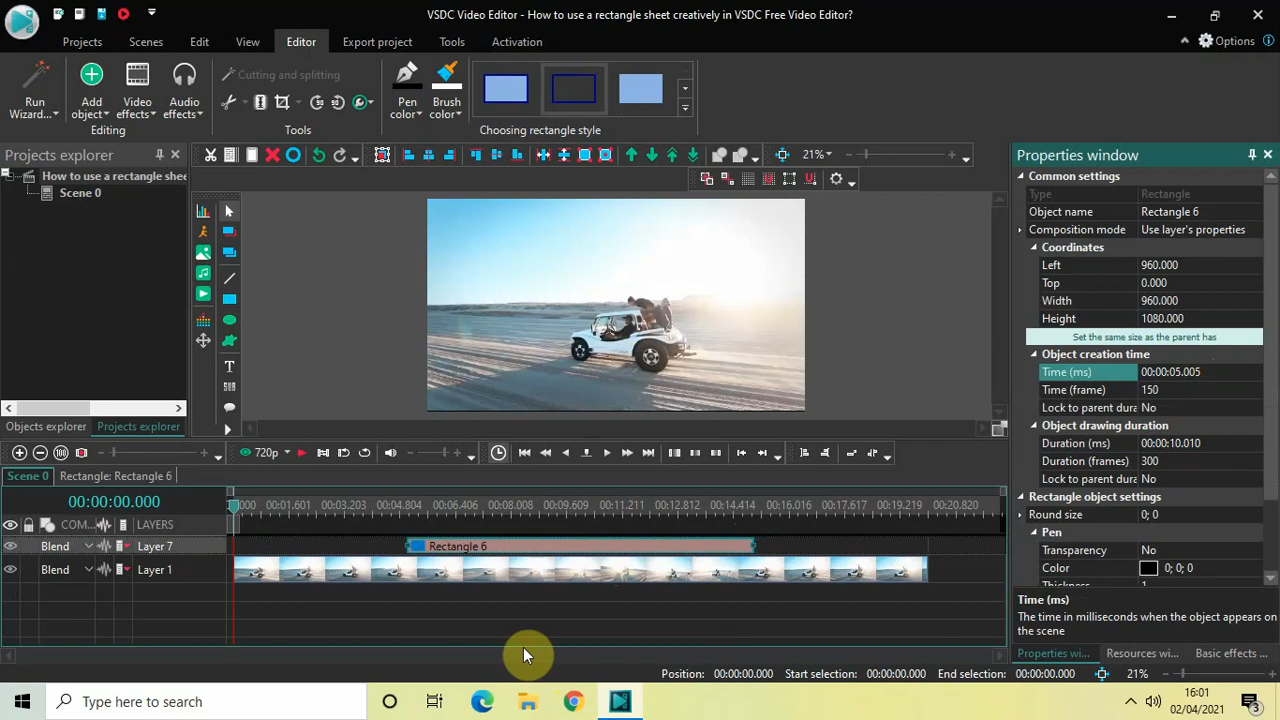 VSDC Video Editor - How to use a rectangle sheet creatively in VSDC Free Video Editor?
Projects
Scenes
Edit
View
Editor
Export project
Tools
Activation
Options
Run
Wizard...
Add
object
Video
effects
Audio
effects
Editing
Cutting and splitting
Tools
Pen
color
Brush
color
Choosing rectangle style
Projects explorer
How to use a rectangle shee
Scene 0
Objects explorer
Projects explorer
21%
Properties window
Common settings
Type Rectangle
Object name Rectangle 6
Composition mode Use layer's properties
Coordinates
Left 960.000
Top 0.000
Width 960.000
Height 1080.000
Set the same size as the parent has
Object creation time
Time (ms) 00:00:05.005
Time (frame) 150
Lock to parent dura No
Object drawing duration
Duration (ms) 00:00:10.010
Duration (frames) 300
Lock to parent dura No
Rectangle object settings
Round size 0; 0
Pen
Transparency No
Color 0; 0; 0
Thickness 1
Time (ms)
The time in milliseconds when the object appears on
the scene
Properties wi...
Resources wi...
Basic effects ...
720p
Scene 0
Rectangle: Rectangle 6
00:00:00.000
000 00:01.601 00:03.203 00:04.804 00:06.406 00:08.008 00:09.609 00:11.211 00:12.812 00:14.414 00:16.016 00:17.617 00:19.219 00:20.820
COM... LAYERS
Blend Layer 7
Rectangle 6
Blend Layer 1
Position: 00:00:00.000 Start selection: 00:00:00.000 End selection: 00:00:00.000 21%
Type here to search
16:01
02/04/2021
3